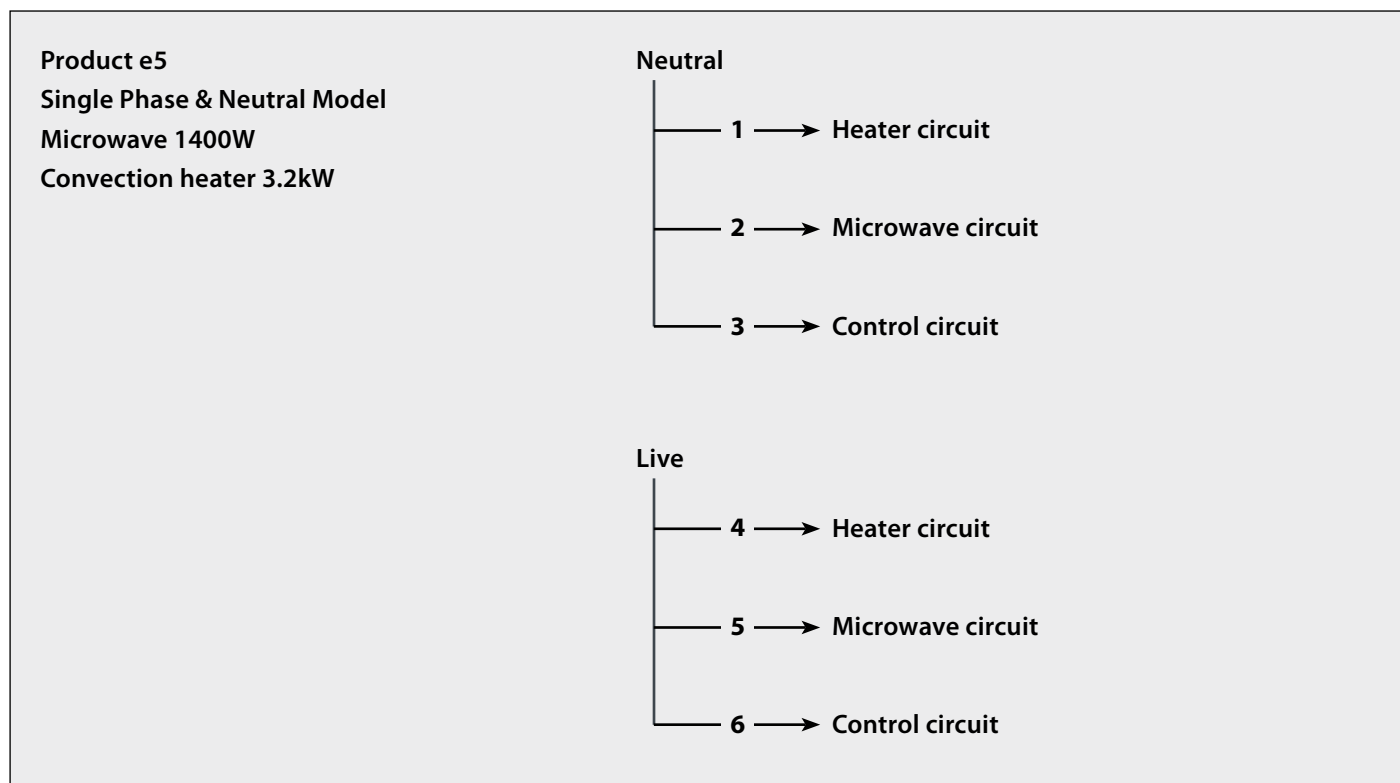 Product e5
Single Phase & Neutral Model
Microwave 1400W
Convection heater 3.2kW
Neutral
1 Heater circuit
2 Microwave circuit
3 Control circuit
Live
4 Heater circuit
5 Microwave circuit
6 Control circuit